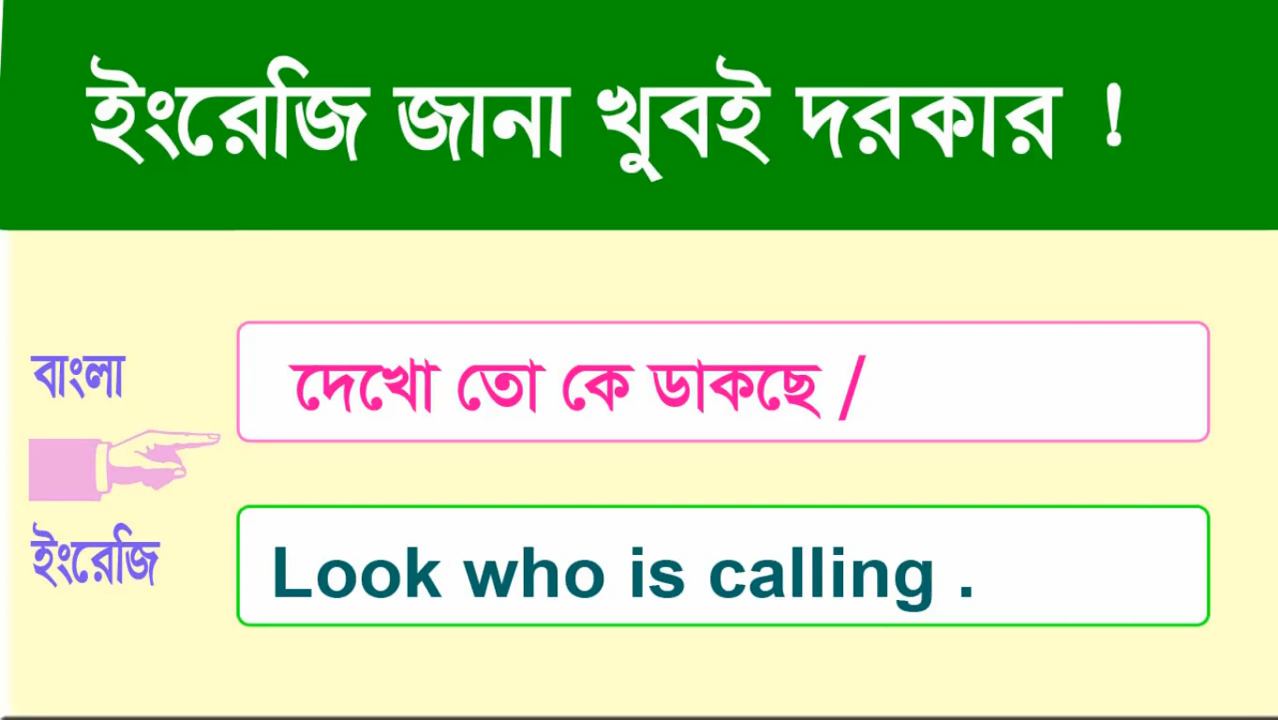 ইংরেজি জানা খুবই দরকার !
বাংলা
দেখো তো কে ডাকছে /
ইংরেজি
Look who is calling .